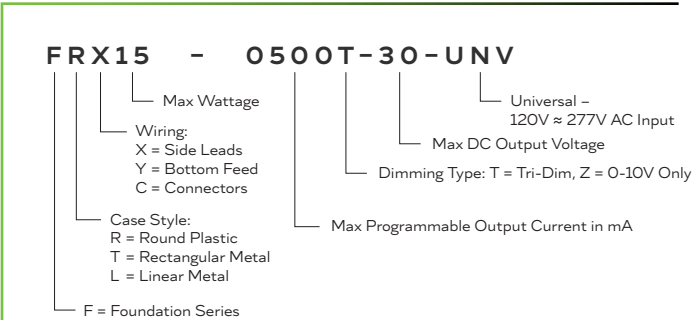 FRX15 - 0500T-30-UNV
Max Wattage
Universal –
120V ≈ 277V AC Input
Wiring:
X = Side Leads
Y = Bottom Feed
C = Connectors
Max DC Output Voltage
Dimming Type: T = Tri-Dim, Z = 0-10V Only
Case Style:
R = Round Plastic
T = Rectangular Metal
L = Linear Metal
Max Programmable Output Current in mA
F = Foundation Series